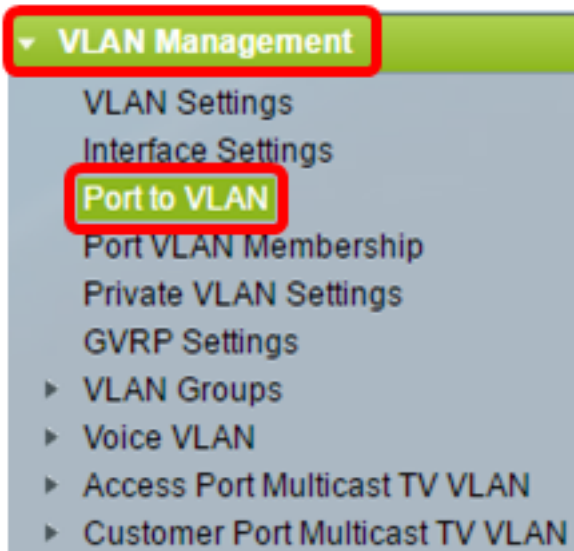 VLAN Management
VLAN Settings
Interface Settings
Port to VLAN
Port VLAN Membership
Private VLAN Settings
GVRP Settings
VLAN Groups
Voice VLAN
Access Port Multicast TV VLAN
Customer Port Multicast TV VLAN